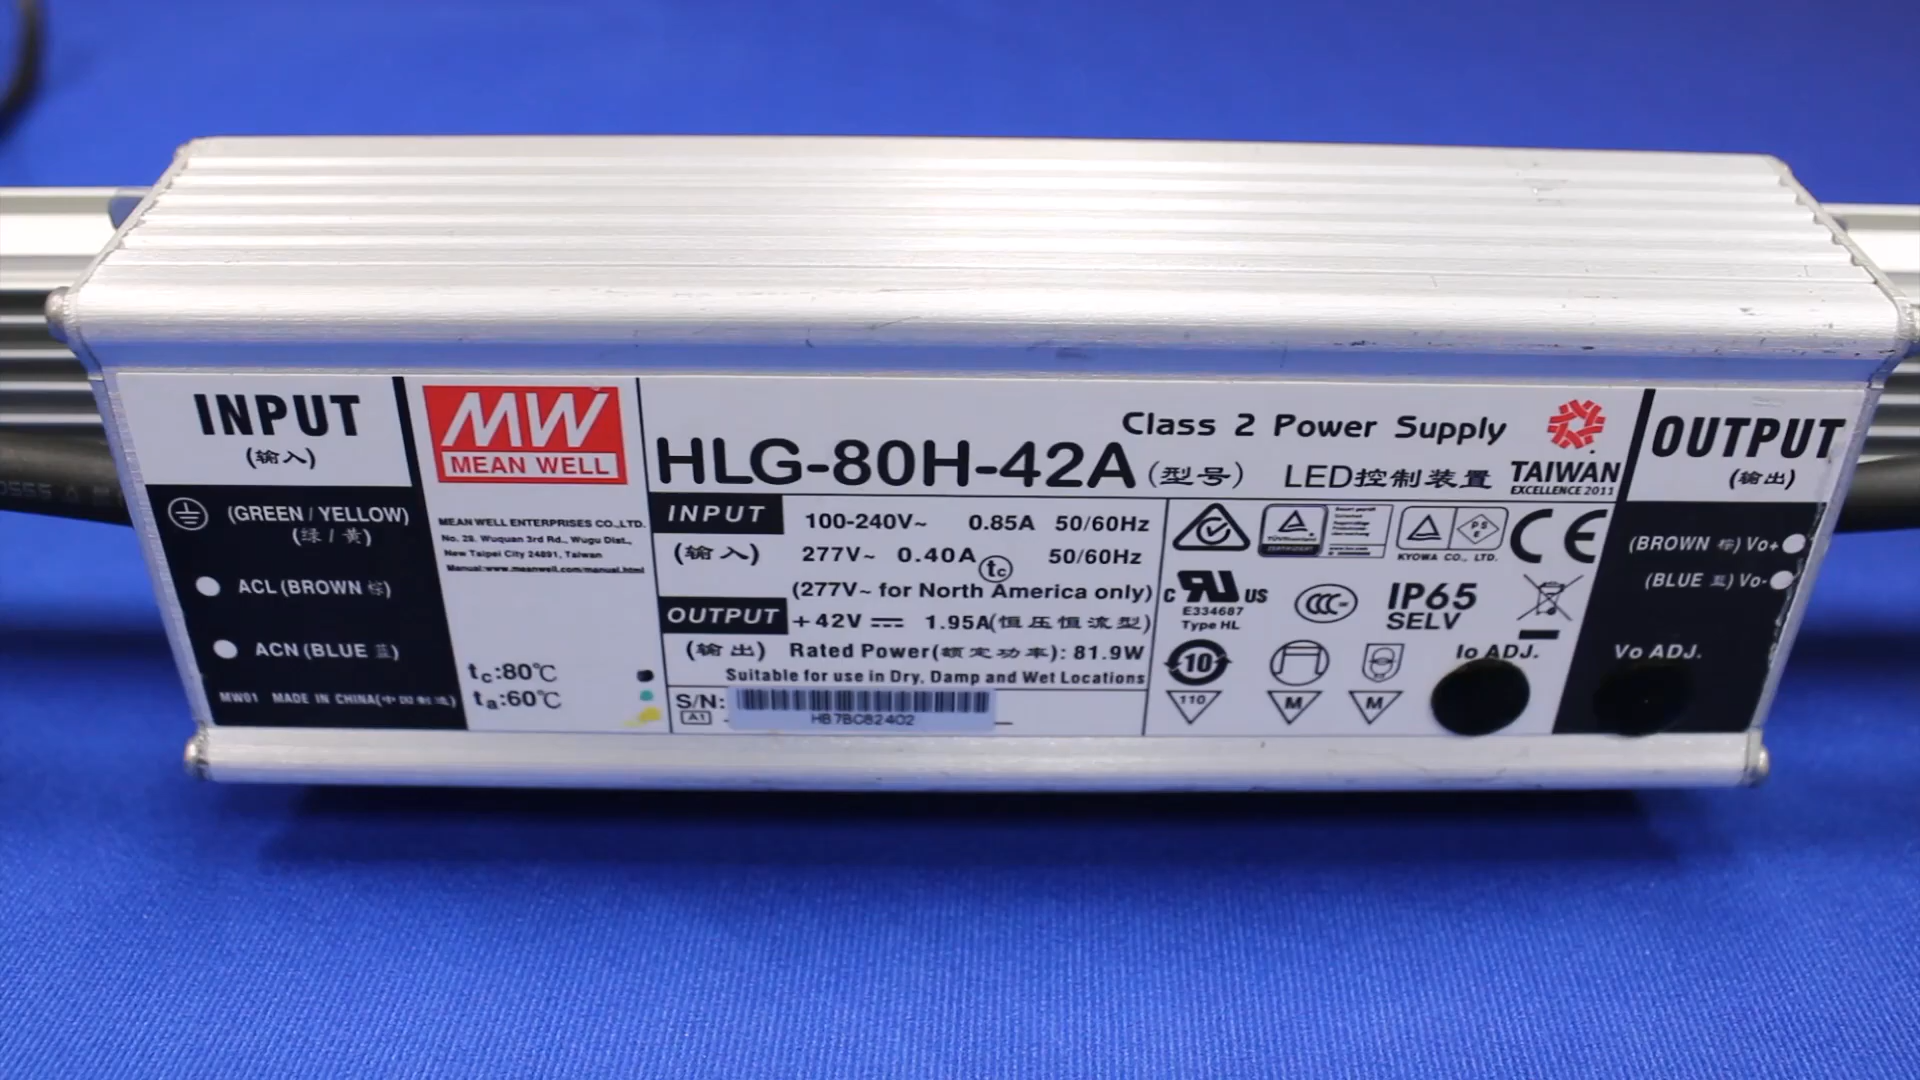 INPUT
(输入)
(GREEN / YELLOW)
(绿 / 黄)
ACL (BROWN 棕)
ACN (BLUE 蓝)
MW01 MADE IN CHINA(中国制造)
MW
MEAN WELL
MEAN WELL ENTERPRISES CO.,LTD.
No. 28. Wuquan 3rd Rd., Wugu Dist.,
New Taipei City 24891, Taiwan
Manual:www.meanwell.com/manual.html
tc:80℃
ta:60℃
Class 2 Power Supply
HLG-80H-42A (型号) LED控制装置
TAIWAN
EXCELLENCE 2011
INPUT 100-240V~ 0.85A 50/60Hz
(输入) 277V~ 0.40A 50/60Hz
tc
(277V~ for North America only)
OUTPUT +42V 1.95A(恒压恒流型)
(输出) Rated Power(额定功率): 81.9W
Suitable for use in Dry, Damp and Wet Locations
S/N:
A1
HB7BC82402
PS
E
KYOWA CO., LTD.
CE
c RU US
E334687
Type HL
CCC
IP65
SELV
10
110
M
M
Io ADJ.
OUTPUT
(输出)
(BROWN 棕) Vo+
(BLUE 蓝) Vo-
Vo ADJ.